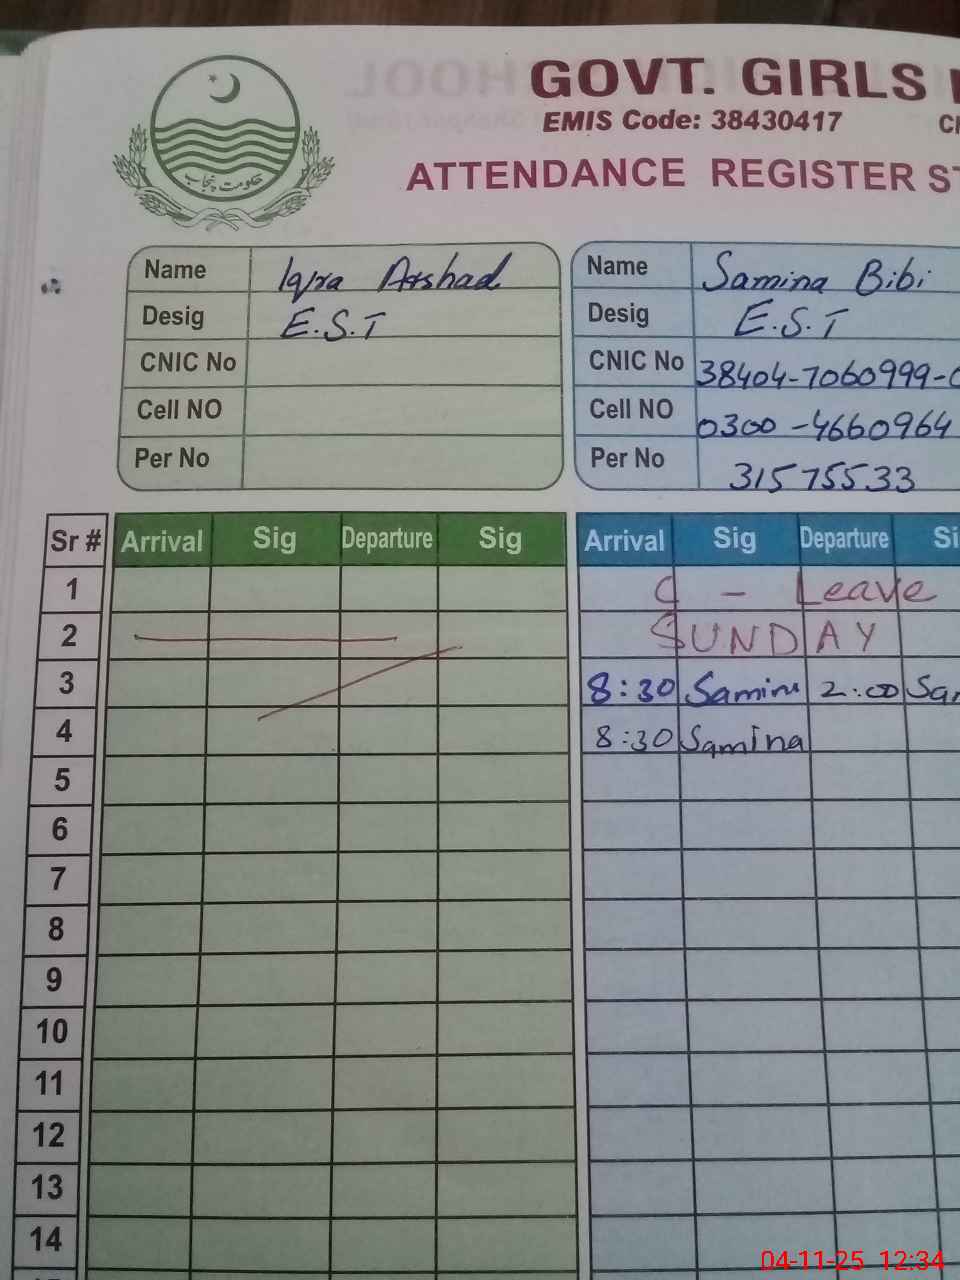 GOVT. GIRLS
EMIS Code: 38430417
ATTENDANCE REGISTER
حکومت پنجاب
Name Iqra Arshad
Desig E.S.T
CNIC No
Cell NO
Per No
Name Samina Bibi
Desig E.S.T
CNIC No 38404-7060999-
Cell NO 0300-4660964
Per No 31575533
Sr # Arrival Sig Departure Sig Arrival Sig Departure Si
1 C - Leave
2 SUNDAY
3 8:30 Samina 2:00 Sam
4 8:30 Samina
5
6
7
8
9
10
11
12
13
14
04-11-25 12:34